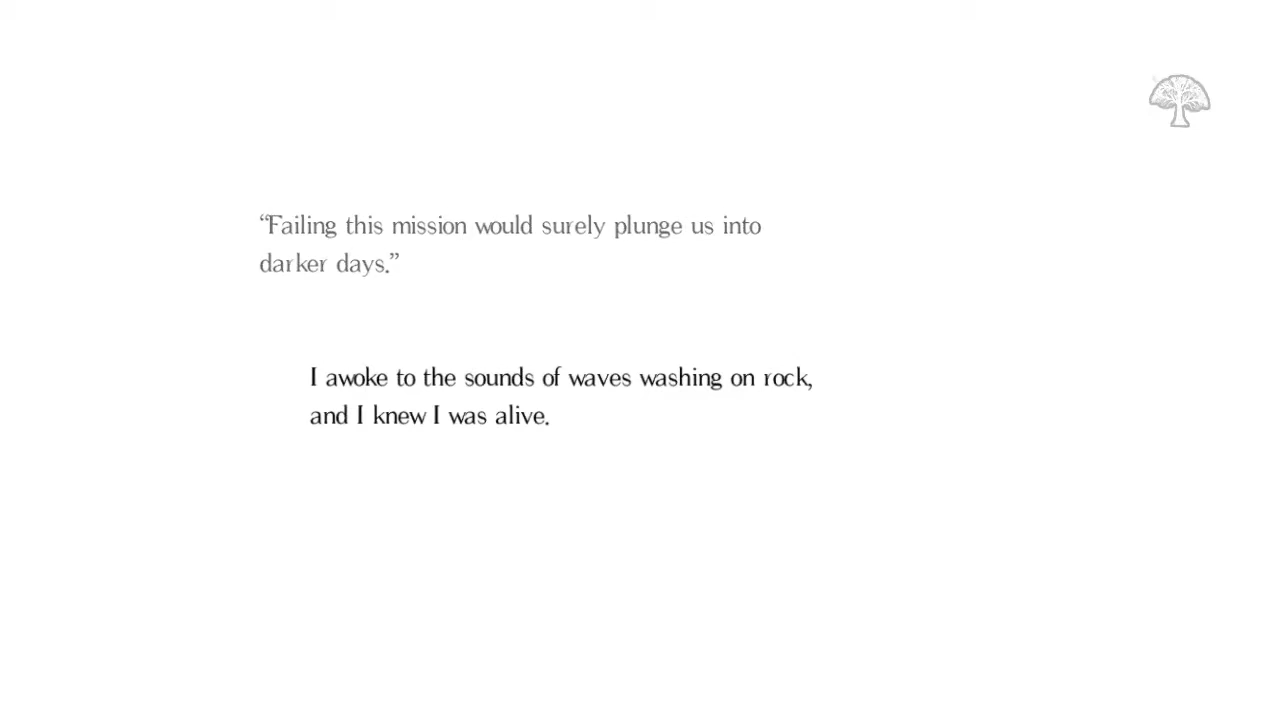 “Failing this mission would surely plunge us into
darker days.”
I awoke to the sounds of waves washing on rock,
and I knew I was alive.